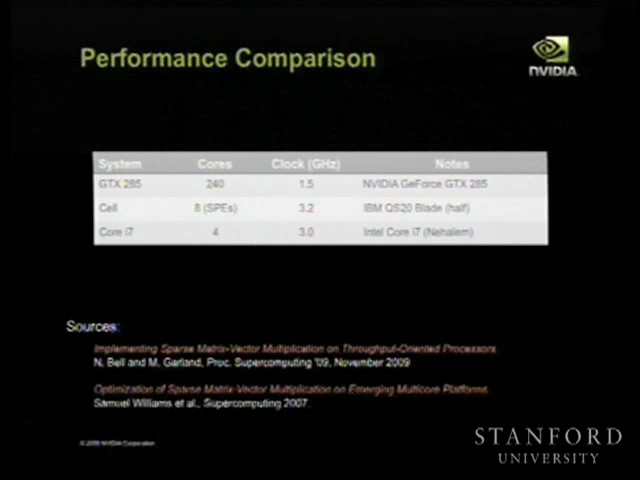 Performance Comparison
NVIDIA
System Cores Clock (GHz) Notes
GTX 285 240 1.5 NVIDIA GeForce GTX 285
Cell 8 (SPEs) 3.2 IBM QS20 Blade (half)
Core i7 4 3.0 Intel Core i7 (Nehalem)
Sources:
Implementing Sparse Matrix-Vector Multiplication on Throughput-Oriented Processors
N. Bell and M. Garland, Proc. Supercomputing '09, November 2009
Optimization of Sparse Matrix-Vector Multiplication on Emerging Multicore Platforms
Samuel Williams et al., Supercomputing 2007.
© 2009 NVIDIA Corporation
STANFORD
UNIVERSITY